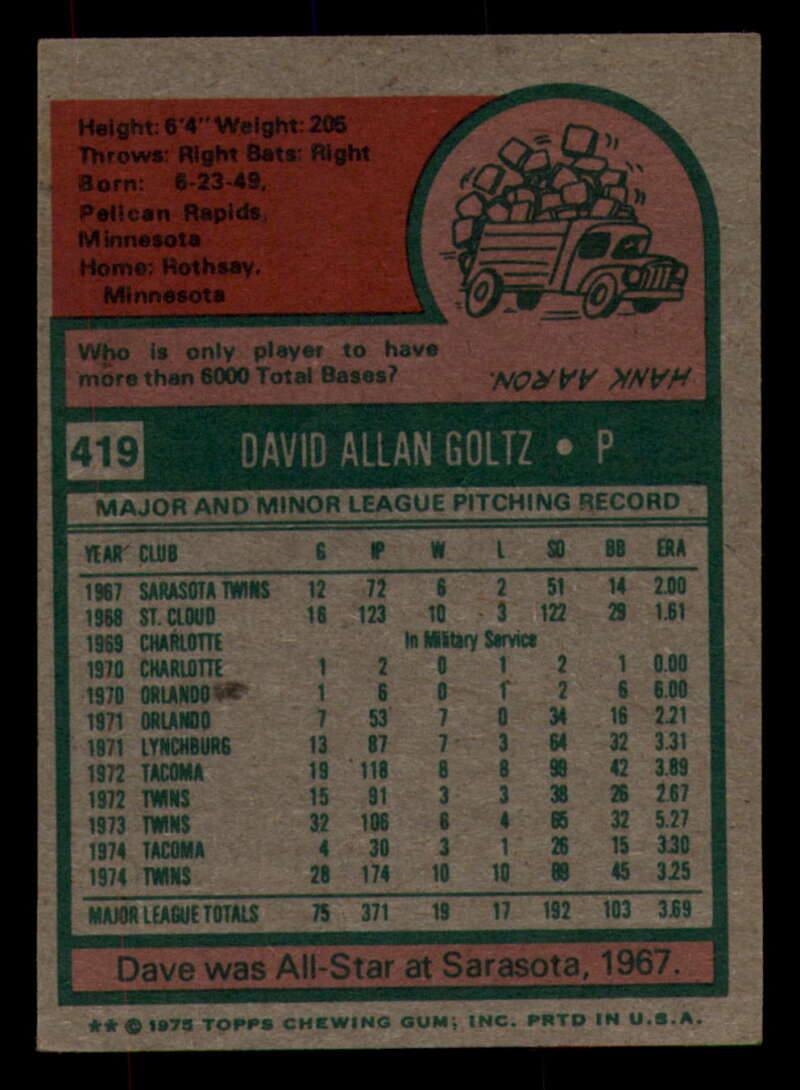 Height: 6'4" Weight: 205
Throws: Right Bats: Right
Born: 6-23-49,
Pelican Rapids,
Minnesota
Home: Rothsay,
Minnesota
Who is only player to have
more than 6000 Total Bases?
HANK AARON.
419 DAVID ALLAN GOLTZ • P
MAJOR AND MINOR LEAGUE PITCHING RECORD
YEAR CLUB G IP W L SO BB ERA
1967 SARASOTA TWINS 12 72 6 2 51 14 2.00
1968 ST. CLOUD 16 123 10 3 122 29 1.61
1969 CHARLOTTE In Military Service
1970 CHARLOTTE 1 2 0 1 2 1 0.00
1970 ORLANDO 1 6 0 1 2 6 6.00
1971 ORLANDO 7 53 7 0 34 16 2.21
1971 LYNCHBURG 13 87 7 3 64 32 3.31
1972 TACOMA 19 118 8 8 99 42 3.89
1972 TWINS 15 91 3 3 38 26 2.67
1973 TWINS 32 106 6 4 65 32 5.27
1974 TACOMA 4 30 3 1 26 15 3.30
1974 TWINS 28 174 10 10 89 45 3.25
MAJOR LEAGUE TOTALS 75 371 19 17 192 103 3.69
Dave was All-Star at Sarasota, 1967.
** © 1975 TOPPS CHEWING GUM, INC. PRTD IN U.S.A.